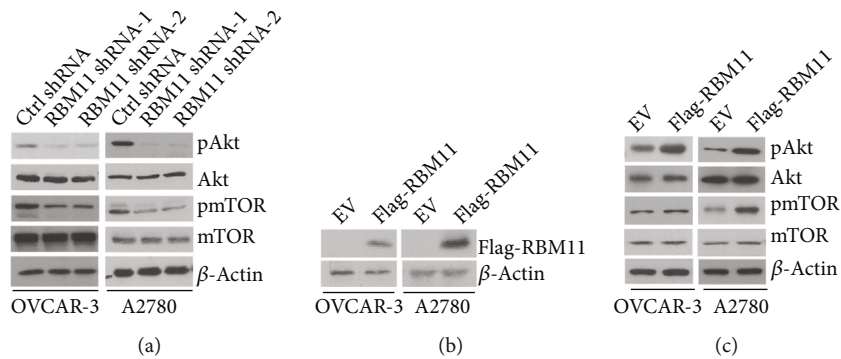 Ctrl shRNA
RBM11 shRNA-1
RBM11 shRNA-2
Ctrl shRNA
RBM11 shRNA-1
RBM11 shRNA-2
pAkt
Akt
pmTOR
mTOR
β-Actin
OVCAR-3 A2780
(a)
EV
Flag-RBM11
EV
Flag-RBM11
Flag-RBM11
β-Actin
OVCAR-3 A2780
(b)
EV
Flag-RBM11
EV
Flag-RBM11
pAkt
Akt
pmTOR
mTOR
β-Actin
OVCAR-3 A2780
(c)